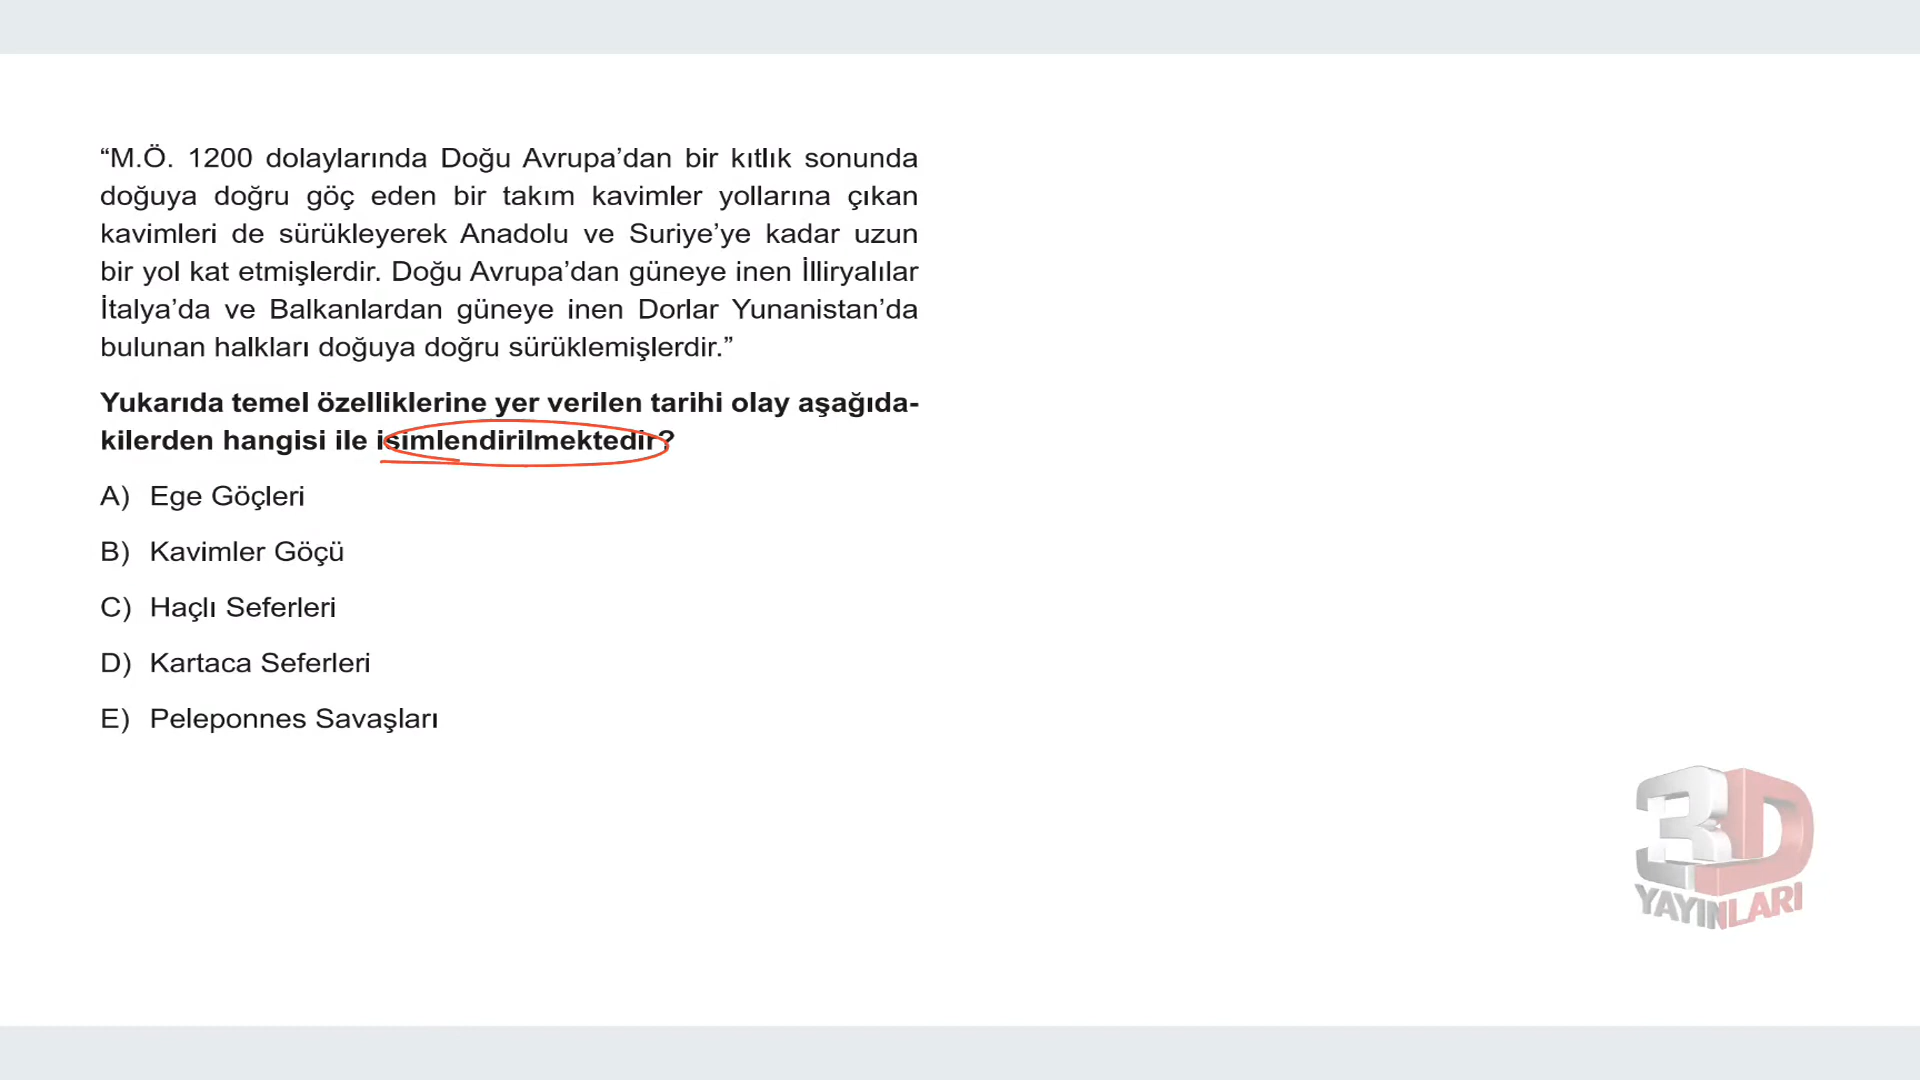 “M.Ö. 1200 dolaylarında Doğu Avrupa’dan bir kıtlık sonunda
doğuya doğru göç eden bir takım kavimler yollarına çıkan
kavimleri de sürükleyerek Anadolu ve Suriye’ye kadar uzun
bir yol kat etmişlerdir. Doğu Avrupa’dan güneye inen İlliryalılar
İtalya’da ve Balkanlardan güneye inen Dorlar Yunanistan’da
bulunan halkları doğuya doğru sürüklemişlerdir.”
Yukarıda temel özelliklerine yer verilen tarihi olay aşağıda-
kilerden hangisi ile isimlendirilmektedir?
A) Ege Göçleri
B) Kavimler Göçü
C) Haçlı Seferleri
D) Kartaca Seferleri
E) Peleponnes Savaşları
3D
YAYINLARI